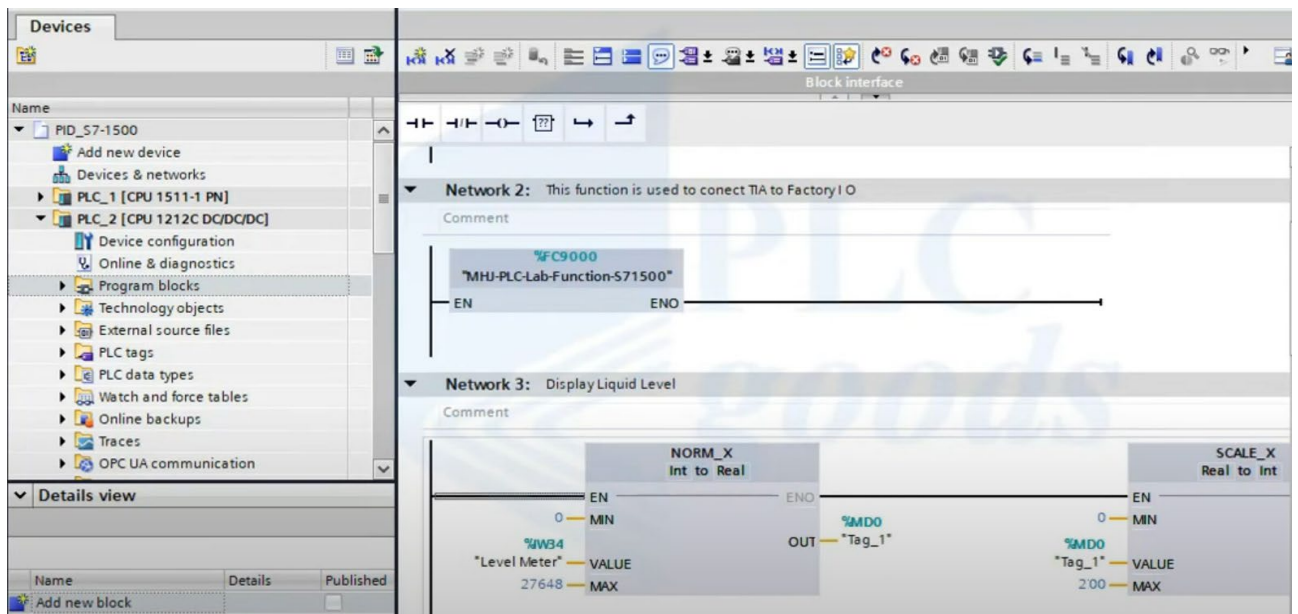 Devices
Name
PID_S7-1500
Add new device
Devices & networks
PLC_1 [CPU 1511-1 PN]
PLC_2 [CPU 1212C DC/DC/DC]
Device configuration
Online & diagnostics
Program blocks
Technology objects
External source files
PLC tags
PLC data types
Watch and force tables
Online backups
Traces
OPC UA communication
Details view
Name Details Published
Add new block
Block interface
??
Network 2: This function is used to conect TIA to Factory I O
Comment
%FC9000
"MHJ-PLC-Lab-Function-S71500"
EN ENO
Network 3: Display Liquid Level
Comment
NORM_X
Int to Real
EN ENO
0 MIN
%IW34
"Level Meter" VALUE
27648 MAX
%MD0
OUT "Tag_1"
SCALE_X
Real to Int
EN
0 MIN
%MD0
"Tag_1" VALUE
200 MAX
PLC
goods